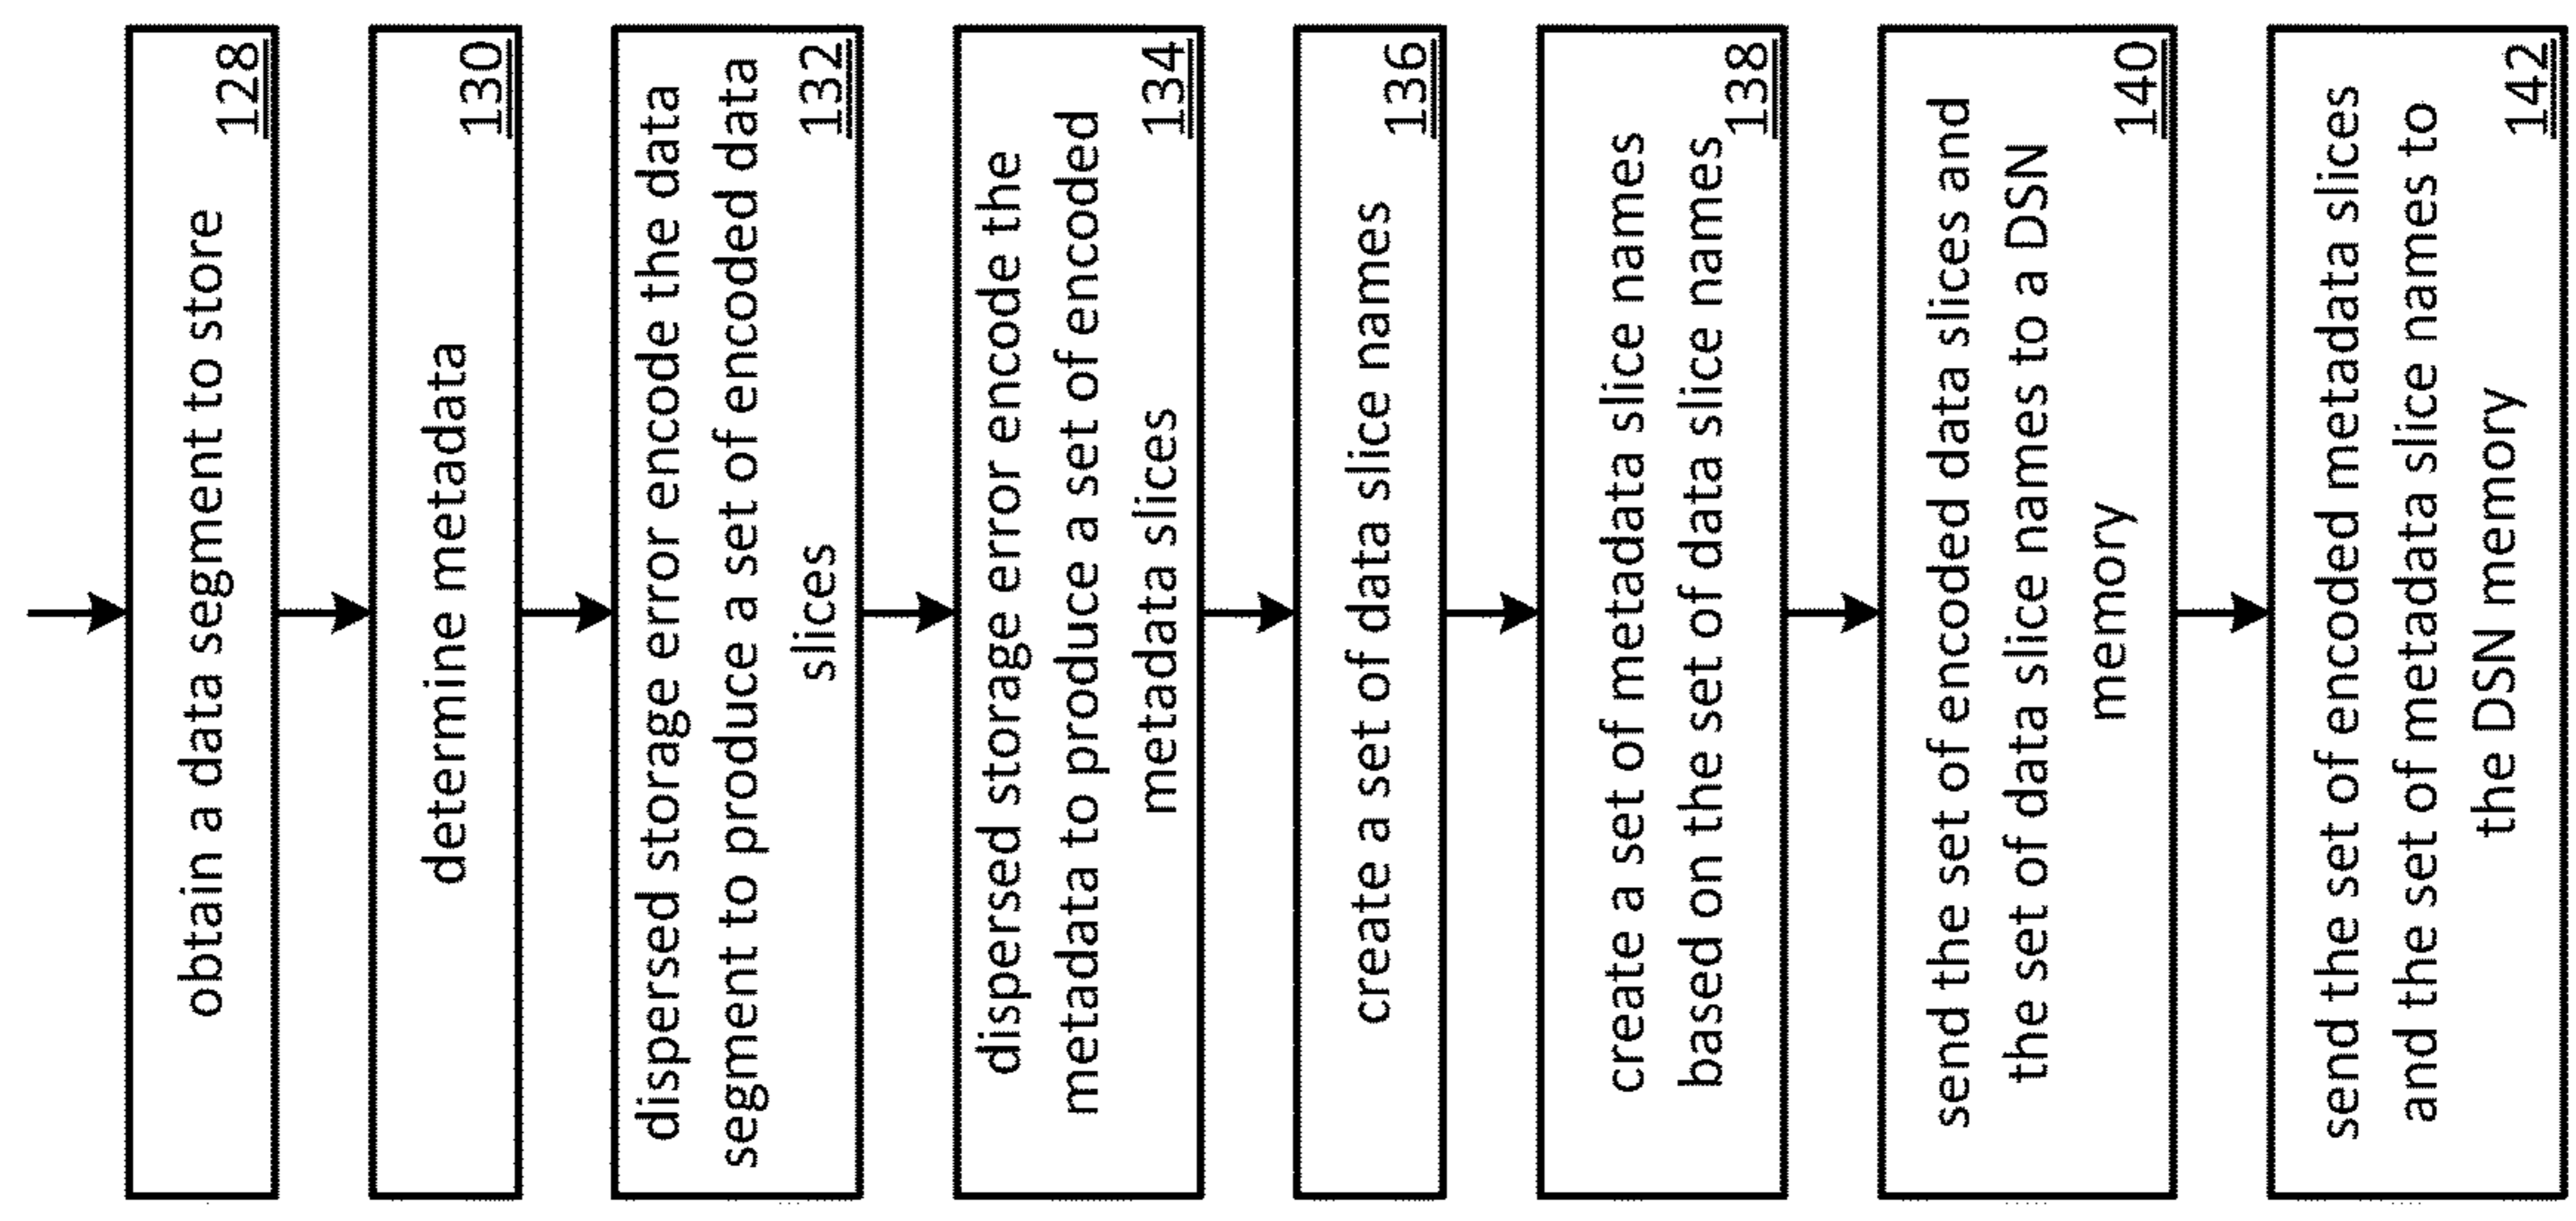 obtain a data segment to store
128
determine metadata
130
dispersed storage error encode the data
segment to produce a set of encoded data
slices
132
dispersed storage error encode the
metadata to produce a set of encoded
metadata slices
134
create a set of data slice names
136
create a set of metadata slice names
based on the set of data slice names
138
send the set of encoded data slices and
the set of data slice names to a DSN
memory
140
send the set of encoded metadata slices
and the set of metadata slice names to
the DSN memory
142